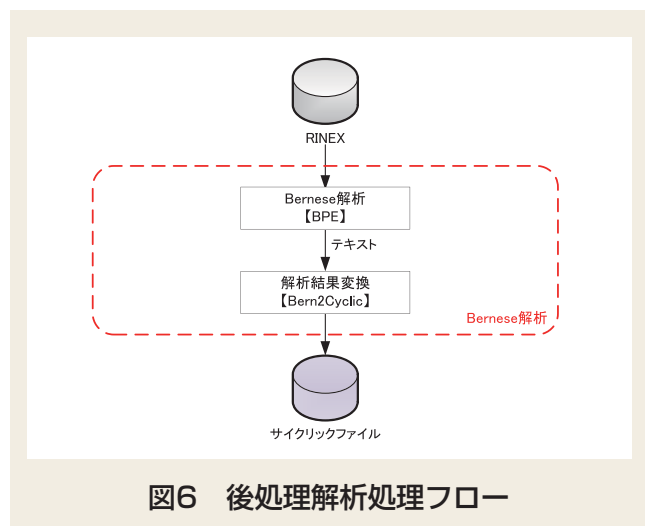 RINEX
Bernese解析
【BPE】
テキスト
解析結果変換
【Bern2Cyclic】
Bernese解析
サイクリックファイル
図6　後処理解析処理フロー